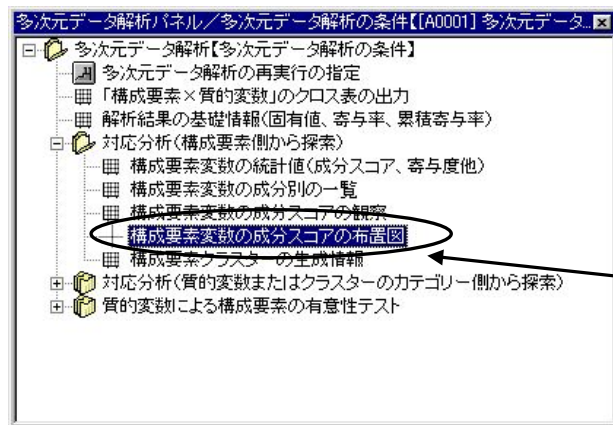 多次元データ解析パネル／多次元データ解析の条件【[A0001] 多次元データ...
多次元データ解析【多次元データ解析の条件】
多次元データ解析の再実行の指定
「構成要素×質的変数」のクロス表の出力
解析結果の基礎情報(固有値、寄与率、累積寄与率)
対応分析(構成要素側から探索)
構成要素変数の統計値(成分スコア、寄与度他)
構成要素変数の成分別の一覧
構成要素変数の成分スコアの観察
構成要素変数の成分スコアの布置図
構成要素クラスターの生成情報
対応分析(質的変数またはクラスターのカテゴリー側から探索)
質的変数による構成要素の有意性テスト